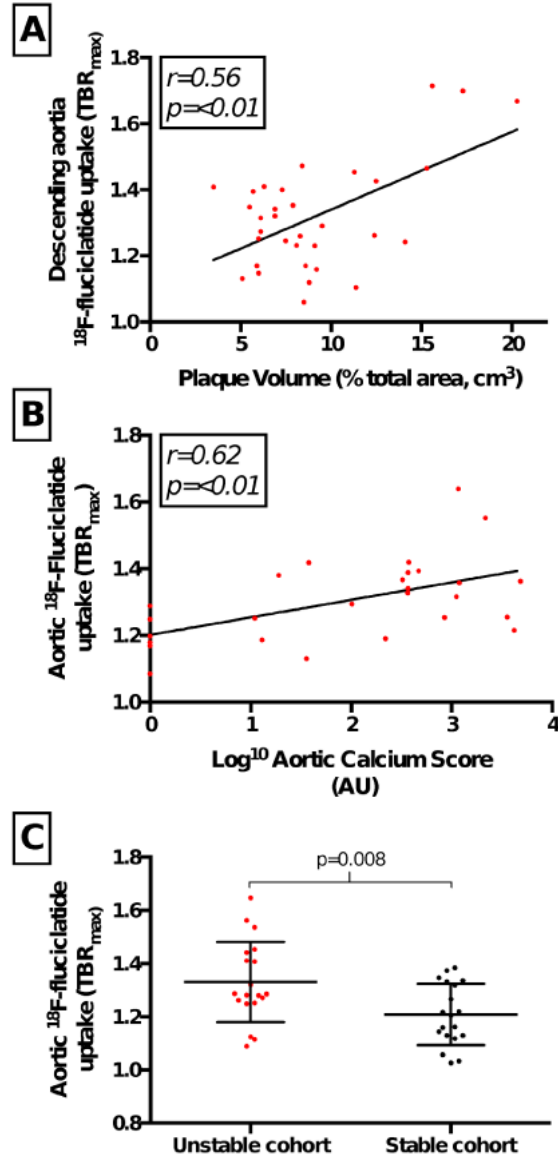 A
r=0.56
p=<0.01
Descending aortia
¹⁸F-fluciclatide uptake (TBRmax)
1.8
1.6
1.4
1.2
1.0
0
5
10
15
20
Plaque Volume (% total area, cm³)
B
r=0.62
p=<0.01
Aortic ¹⁸F-Fluciclatide
uptake (TBRmax)
1.8
1.6
1.4
1.2
1.0
0
1
2
3
4
Log¹⁰ Aortic Calcium Score
(AU)
C
p=0.008
Aortic ¹⁸F-fluciclatide
uptake (TBRmax)
1.8
1.6
1.4
1.2
1.0
0.8
Unstable cohort
Stable cohort